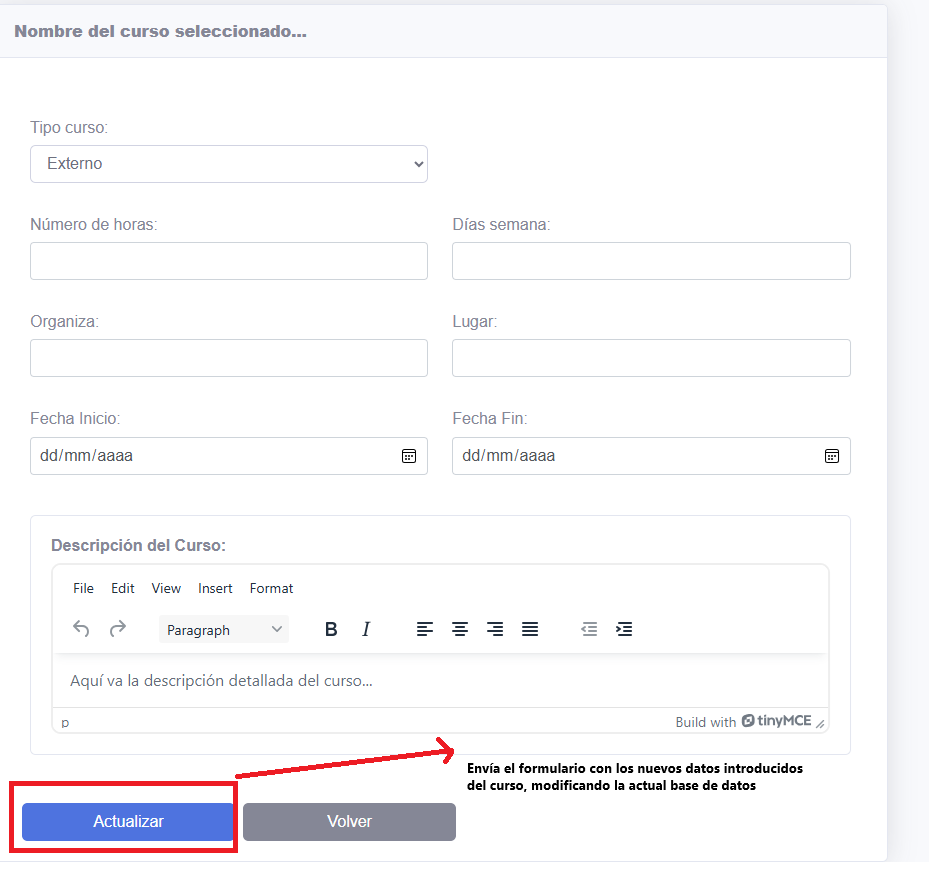 Nombre del curso seleccionado...
Tipo curso:
Externo
Número de horas:
Días semana:
Organiza:
Lugar:
Fecha Inicio:
Fecha Fin:
dd/mm/aaaa
dd/mm/aaaa
Descripción del Curso:
File Edit View Insert Format
Paragraph B I
Aquí va la descripción detallada del curso...
p
Build with tinyMCE
Envía el formulario con los nuevos datos introducidos
del curso, modificando la actual base de datos
Actualizar
Volver